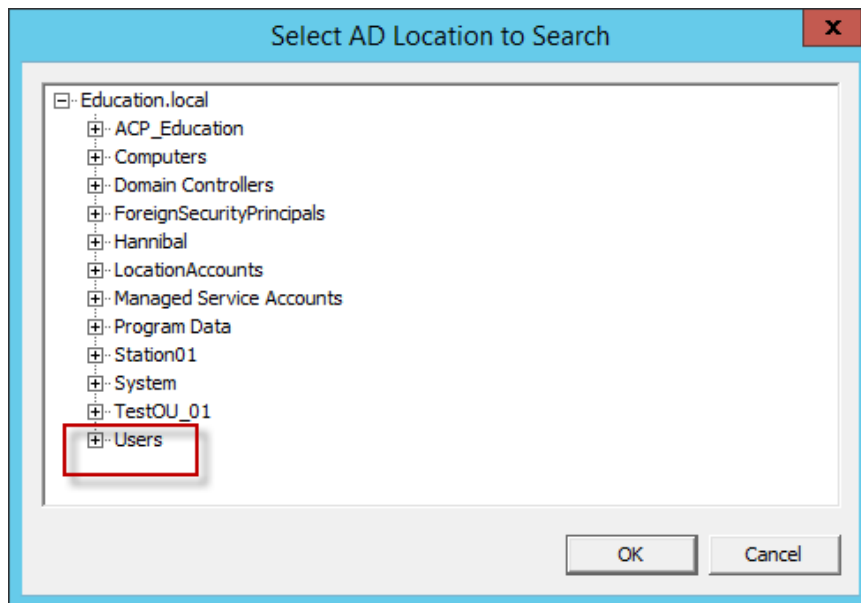 Select AD Location to Search
x
Education.local
ACP_Education
Computers
Domain Controllers
ForeignSecurityPrincipals
Hannibal
LocationAccounts
Managed Service Accounts
Program Data
Station01
System
TestOU_01
Users
OK Cancel